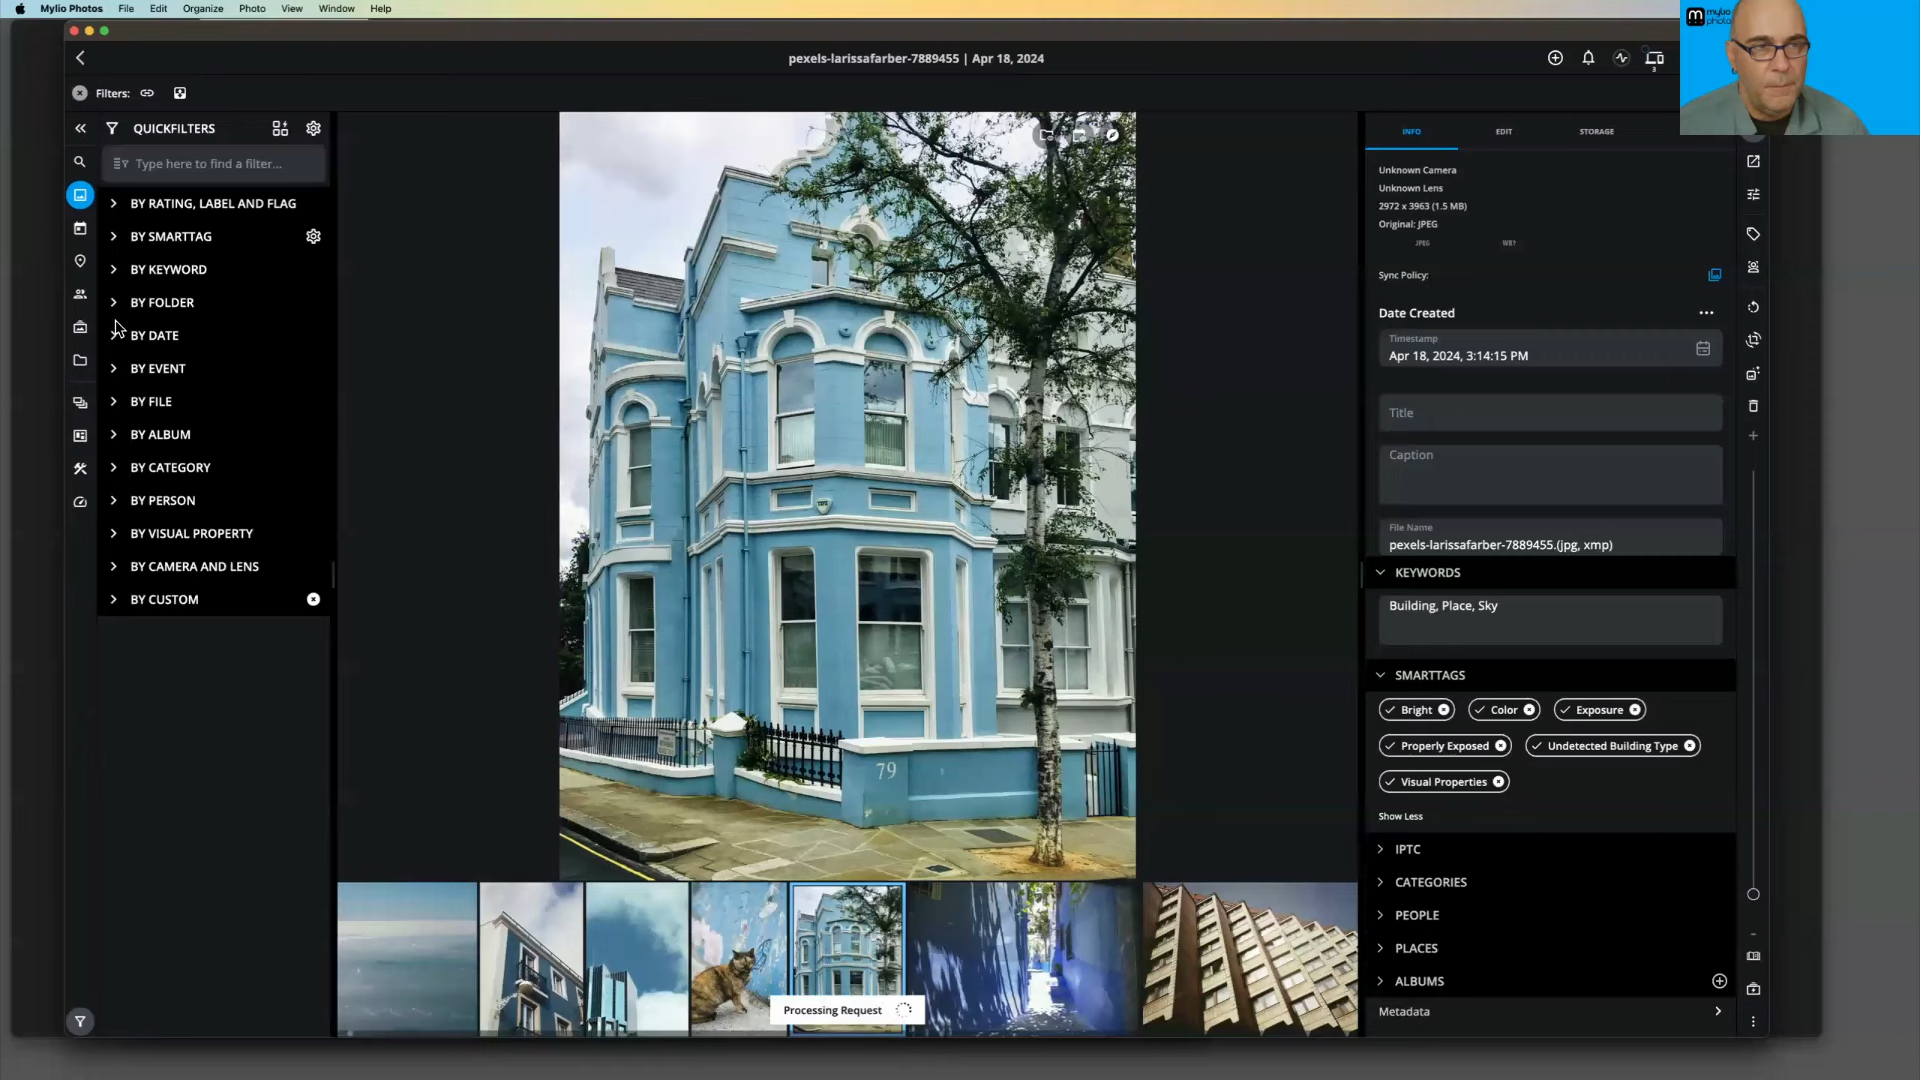 Mylio Photos File Edit Organize Photo View Window Help
mylio
photo
pexels-larissafarber-7889455 | Apr 18, 2024
3
Filters:
QUICKFILTERS
Type here to find a filter...
BY RATING, LABEL AND FLAG
BY SMARTTAG
BY KEYWORD
BY FOLDER
BY DATE
BY EVENT
BY FILE
BY ALBUM
BY CATEGORY
BY PERSON
BY VISUAL PROPERTY
BY CAMERA AND LENS
BY CUSTOM
79
Processing Request
INFO EDIT STORAGE
Unknown Camera
Unknown Lens
2972 x 3963 (1.5 MB)
Original: JPEG
JPEG WB?
Sync Policy:
Date Created
Timestamp
Apr 18, 2024, 3:14:15 PM
Title
Caption
File Name
pexels-larissafarber-7889455.(jpg, xmp)
KEYWORDS
Building, Place, Sky
SMARTTAGS
Bright Color Exposure
Properly Exposed Undetected Building Type
Visual Properties
Show Less
IPTC
CATEGORIES
PEOPLE
PLACES
ALBUMS
Metadata